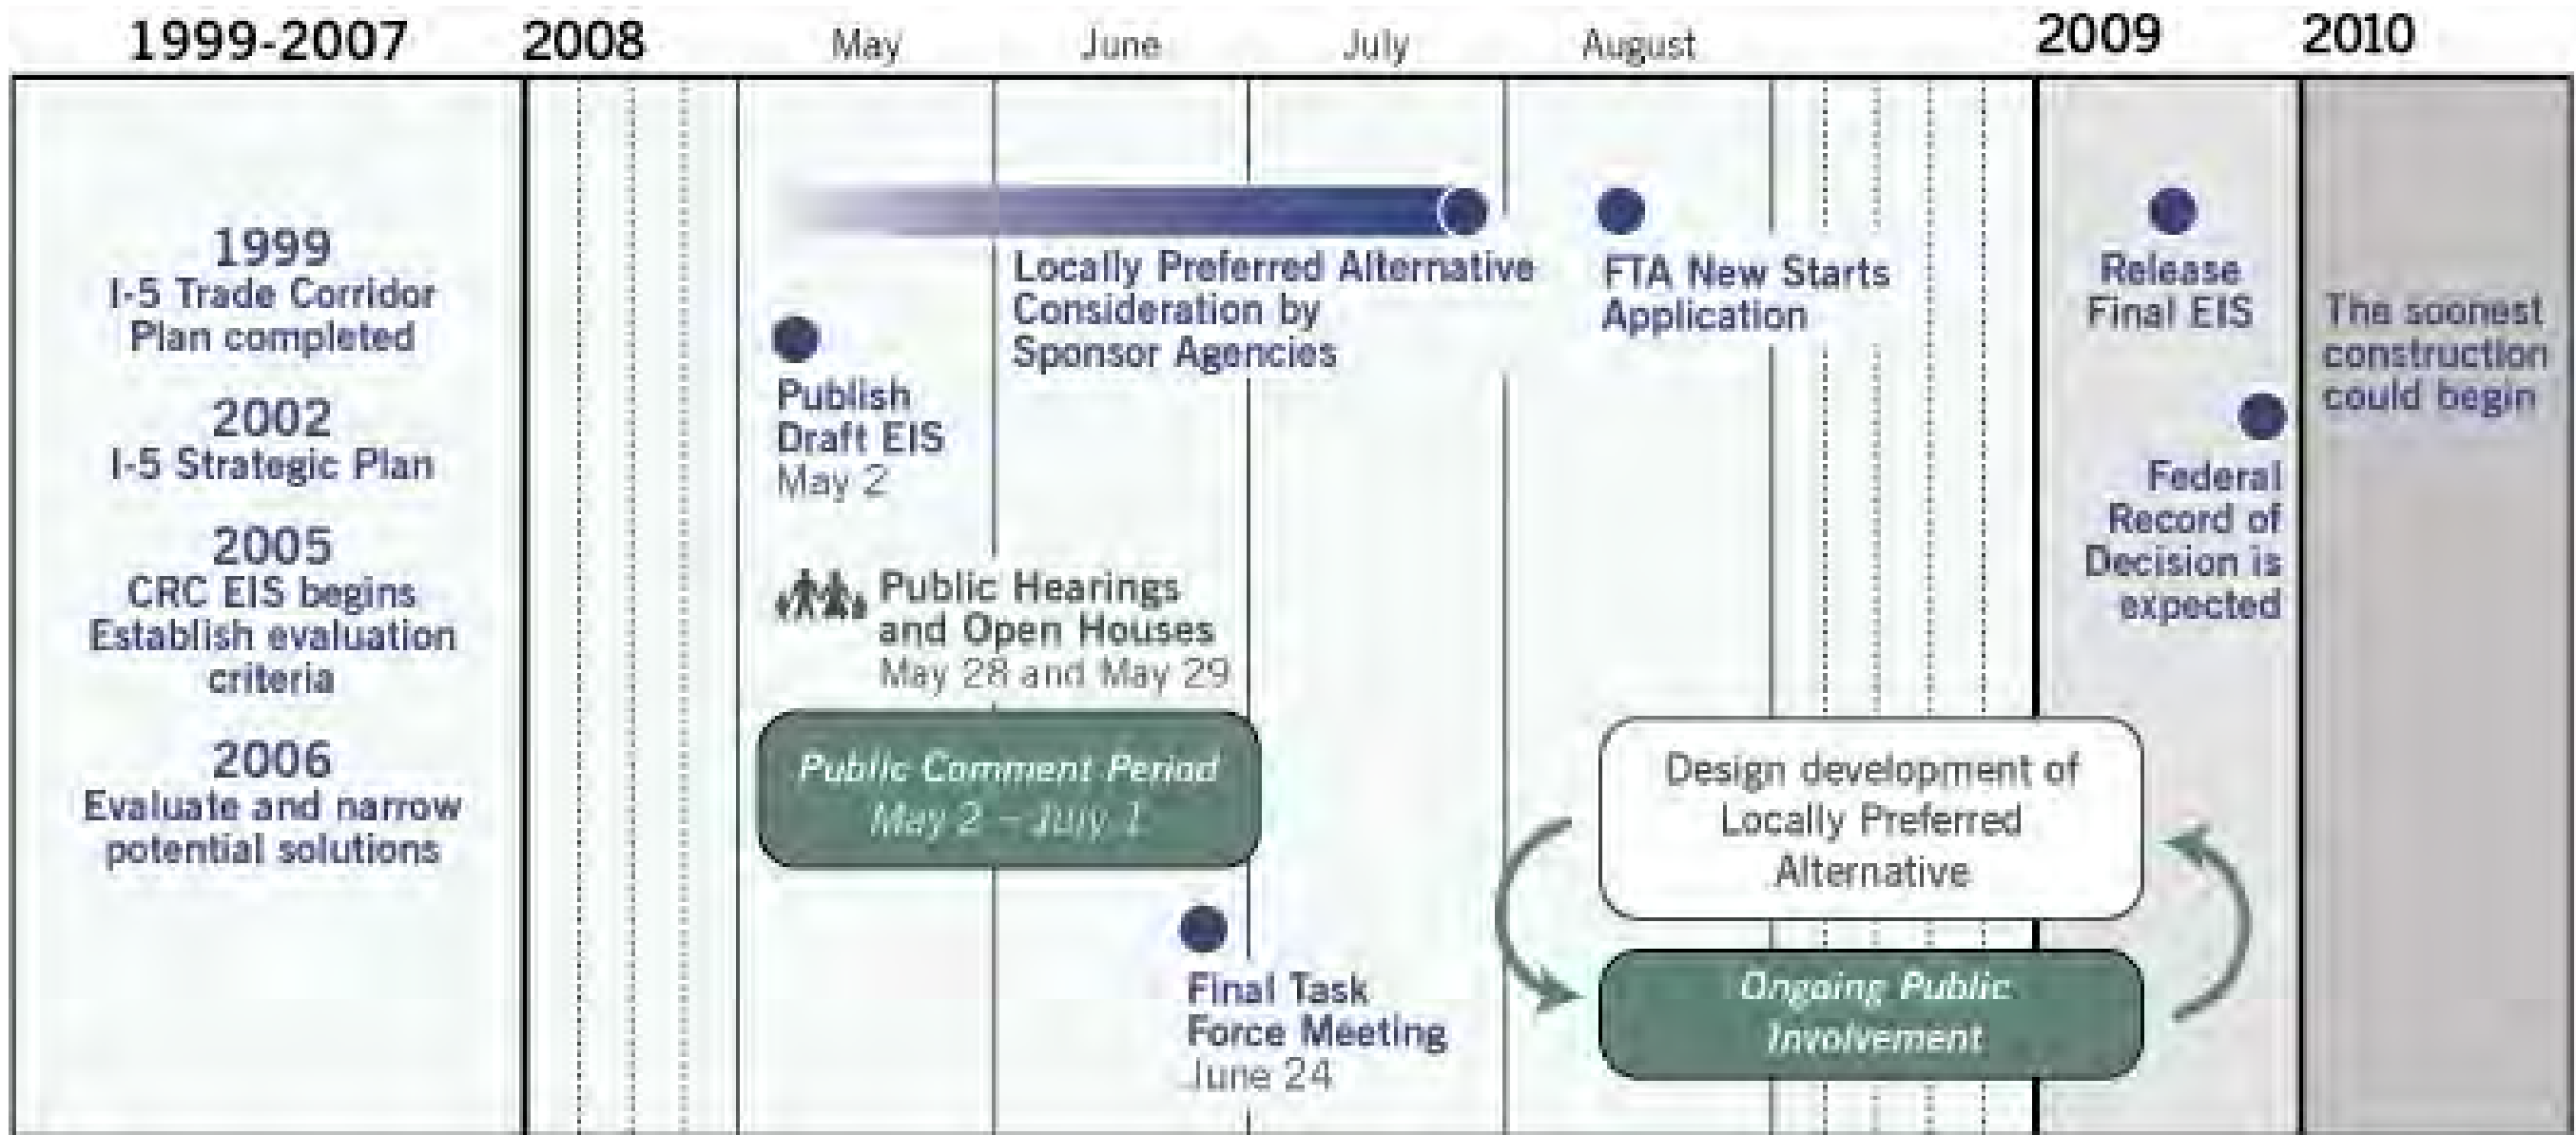 1999-2007
2008
May
June
July
August
2009
2010
1999
I-5 Trade Corridor
Plan completed
2002
I-5 Strategic Plan
2005
CRC EIS begins
Establish evaluation
criteria
2006
Evaluate and narrow
potential solutions
Publish
Draft EIS
May 2
Locally Preferred Alternative
Consideration by
Sponsor Agencies
Public Hearings
and Open Houses
May 28 and May 29
Public Comment Period
May 2 – July 1
Final Task
Force Meeting
June 24
FTA New Starts
Application
Design development of
Locally Preferred
Alternative
Ongoing Public
Involvement
Release
Final EIS
Federal
Record of
Decision is
expected
The soonest
construction
could begin